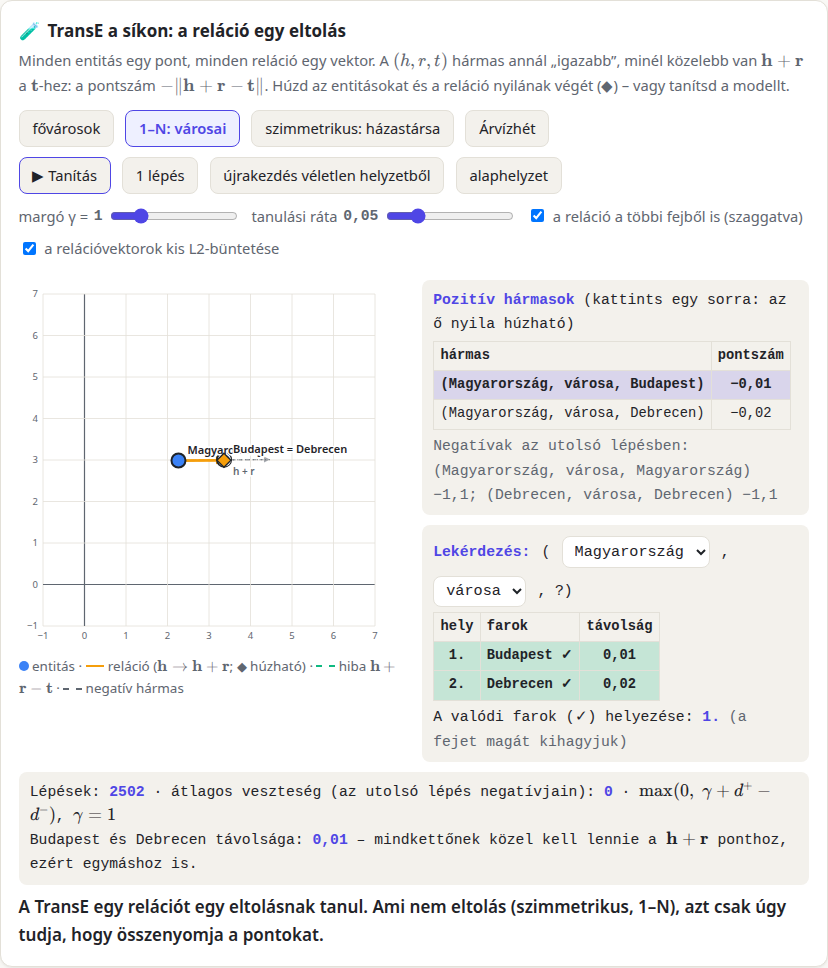 🧪 TransE a síkon: a reláció egy eltolás
Minden entitás egy pont, minden reláció egy vektor. A (h, r, t) hármas annál „igazabb”, minél közelebb van h + r
a t-hez: a pontszám −‖h + r − t‖. Húzd az entitásokat és a reláció nyilának végét (◆) – vagy tanítsd a modellt.
fővárosok
1–N: városai
szimmetrikus: házastársa
Árvízhét
▶ Tanítás
1 lépés
újrakezdés véletlen helyzetből
alaphelyzet
margó γ = 1
tanulási ráta 0,05
a reláció a többi fejből is (szaggatva)
a relációvektorok kis L2-büntetése
7
6
5
4
3
2
1
0
−1
−1 0 1 2 3 4 5 6 7
Budapest = Debrecen
h + r
entitás · reláció (h → h + r; ◆ húzható) · hiba h +
r − t · negatív hármas
Pozitív hármasok (kattints egy sorra: az
ő nyila húzható)
hármas pontszám
(Magyarország, városa, Budapest) −0,01
(Magyarország, városa, Debrecen) −0,02
Negatívak az utolsó lépésben:
(Magyarország, városa, Magyarország)
−1,1; (Debrecen, városa, Debrecen) −1,1
Lekérdezés: ( Magyarország ,
városa , ?)
hely farok távolság
1. Budapest ✓ 0,01
2. Debrecen ✓ 0,02
A valódi farok (✓) helyezése: 1. (a
fejet magát kihagyjuk)
Lépések: 2502 · átlagos veszteség (az utolsó lépés negatívjain): 0 · max(0, γ + d⁺ −
d⁻), γ = 1
Budapest és Debrecen távolsága: 0,01 – mindkettőnek közel kell lennie a h + r ponthoz,
ezért egymáshoz is.
A TransE egy relációt egy eltolásnak tanul. Ami nem eltolás (szimmetrikus, 1–N), azt csak úgy
tudja, hogy összenyomja a pontokat.